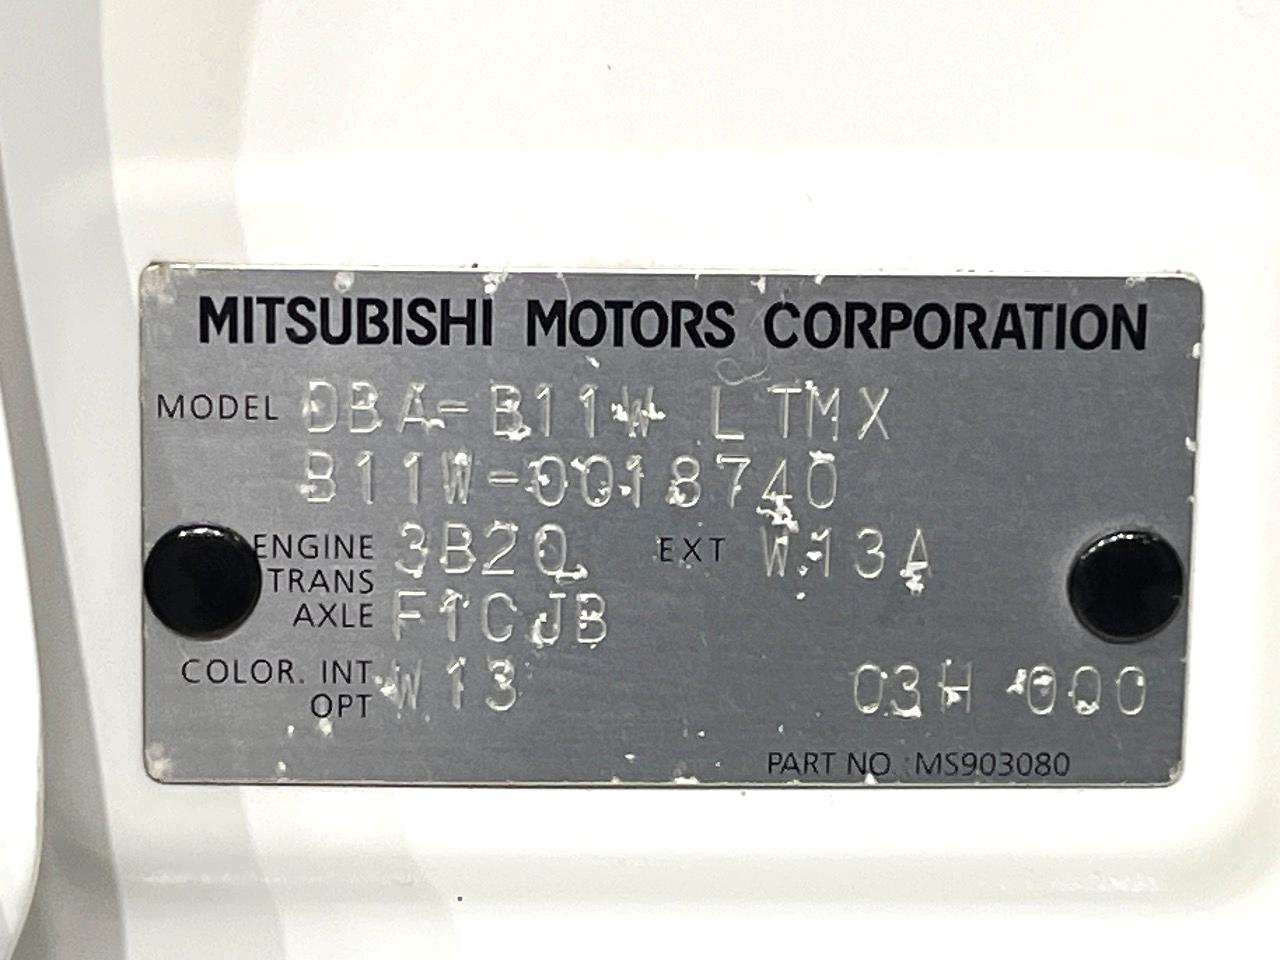 MITSUBISHI MOTORS CORPORATION
MODEL DBA-B11W LTMX
B11W-0018740
ENGINE 3B20 EXT W13A
TRANS
AXLE F1CJB
COLOR. INT W13 03H 000
OPT
PART NO. MS903080